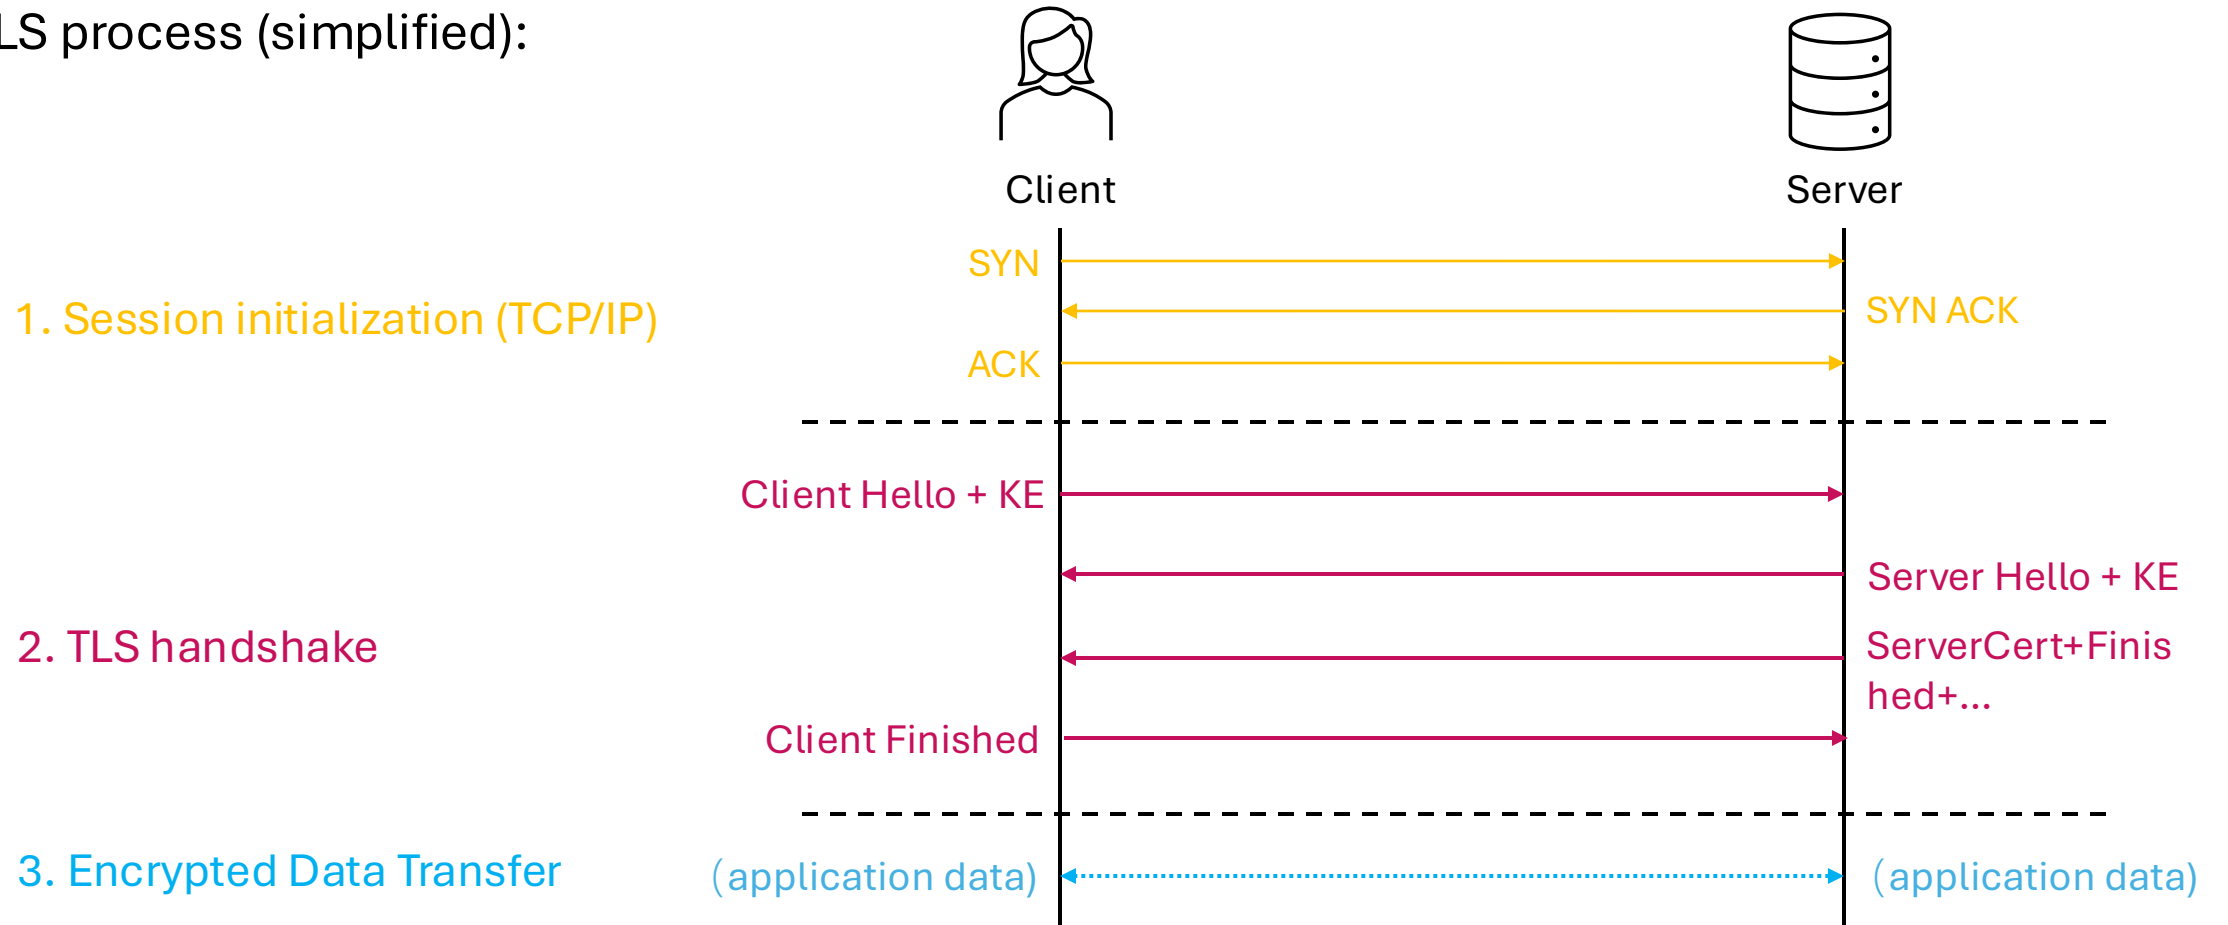 LS process (simplified):
Client
Server
SYN
1. Session initialization (TCP/IP)
SYN ACK
ACK
Client Hello + KE
Server Hello + KE
2. TLS handshake
ServerCert+Finis
hed+...
Client Finished
3. Encrypted Data Transfer
(application data)
(application data)